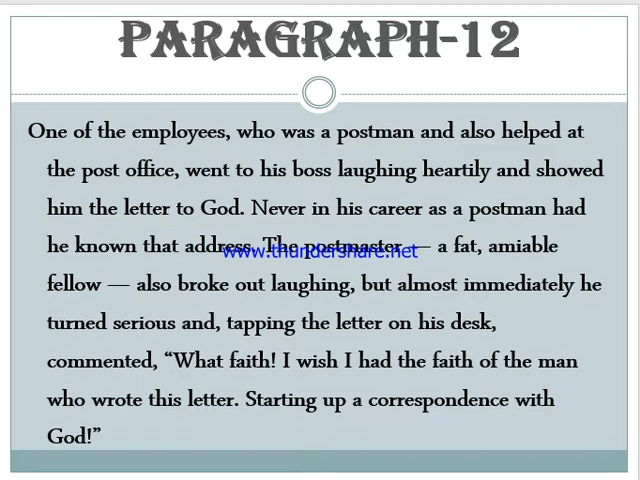 PARAGRAPH-12
One of the employees, who was a postman and also helped at
the post office, went to his boss laughing heartily and showed
him the letter to God. Never in his career as a postman had
he known that address. The postmaster — a fat, amiable
www.thundershare.net
fellow — also broke out laughing, but almost immediately he
turned serious and, tapping the letter on his desk,
commented, “What faith! I wish I had the faith of the man
who wrote this letter. Starting up a correspondence with
God!”